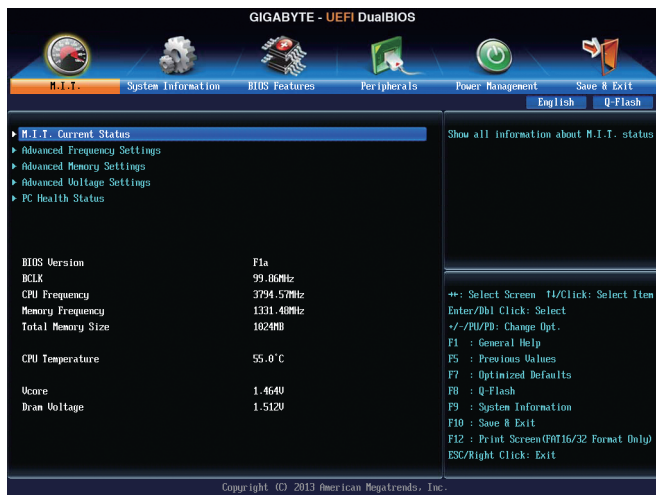 GIGABYTE - UEFI DualBIOS
M.I.T.
System Information
BIOS Features
Peripherals
Power Management
Save & Exit
English
Q-Flash
M.I.T. Current Status
Advanced Frequency Settings
Advanced Memory Settings
Advanced Voltage Settings
PC Health Status
BIOS Version F1a
BCLK 99.86MHz
CPU Frequency 3794.57MHz
Memory Frequency 1331.48MHz
Total Memory Size 1024MB
CPU Temperature 55.0°C
Vcore 1.464V
Dram Voltage 1.512V
Show all information about M.I.T. status
→←: Select Screen ↑↓/Click: Select Item
Enter/Dbl Click: Select
+/-/PU/PD: Change Opt.
F1 : General Help
F5 : Previous Values
F7 : Optimized Defaults
F8 : Q-Flash
F9 : System Information
F10 : Save & Exit
F12 : Print Screen(FAT16/32 Format Only)
ESC/Right Click: Exit
Copyright (C) 2013 American Megatrends, Inc.